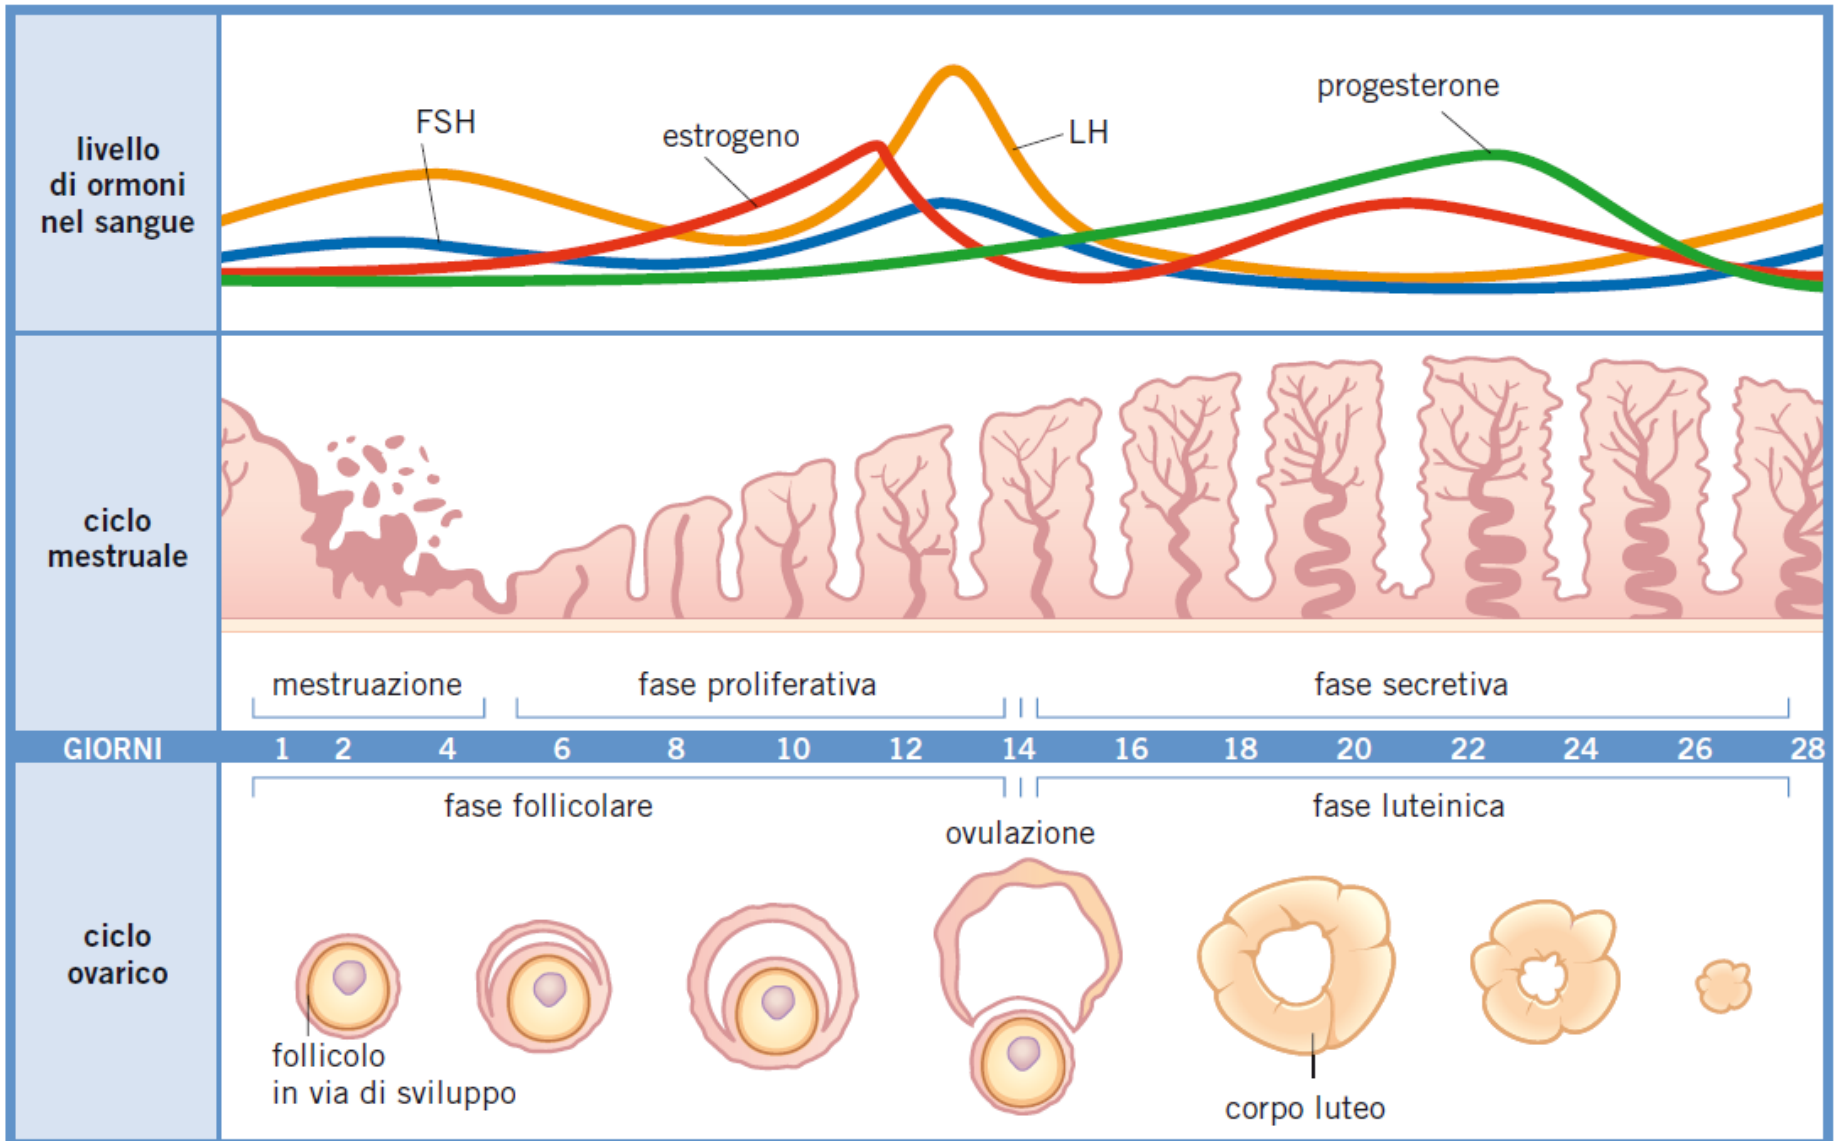 livello
di ormoni
nel sangue
FSH
estrogeno
LH
progesterone
ciclo
mestruale
mestruazione
fase proliferativa
fase secretiva
GIORNI 1 2 4 6 8 10 12 14 16 18 20 22 24 26 28
fase follicolare
fase luteinica
ovulazione
ciclo
ovarico
follicolo
in via di sviluppo
corpo luteo